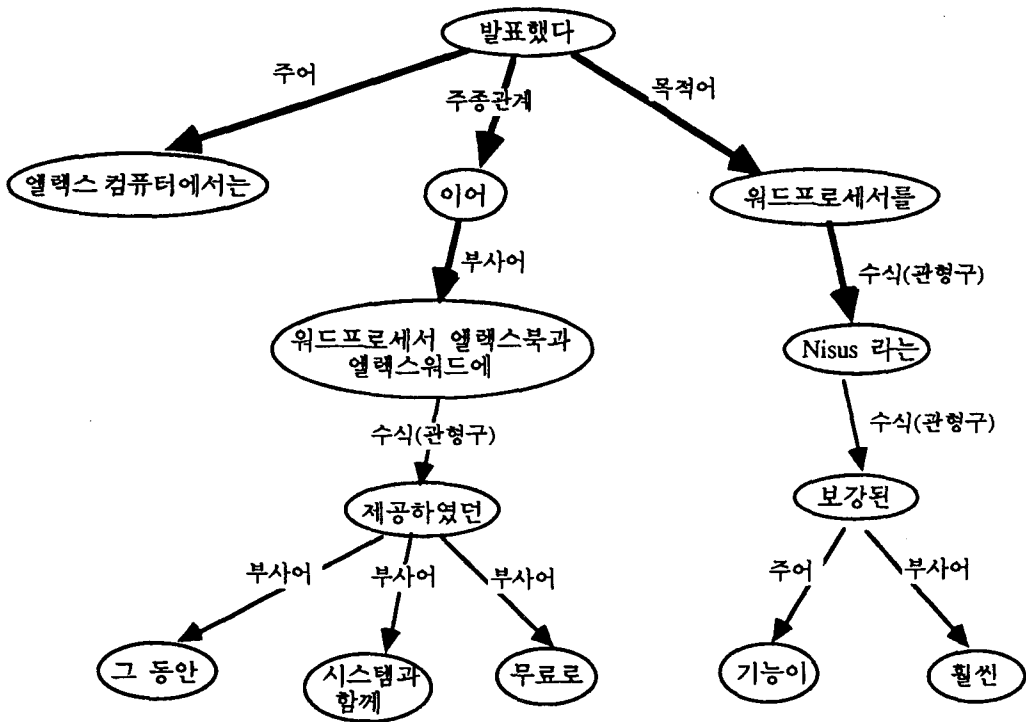 발표했다
주어
주종관계
목적어
엘랙스 컴퓨터에서는
이어
워드프로세서를
부사어
수식(관형구)
워드프로세서 엘랙스북과
엘랙스워드에
Nisus 라는
수식(관형구)
수식(관형구)
제공하였던
보강된
부사어
부사어
부사어
주어
부사어
그 동안
시스템과
함께
무료로
기능이
훨씬